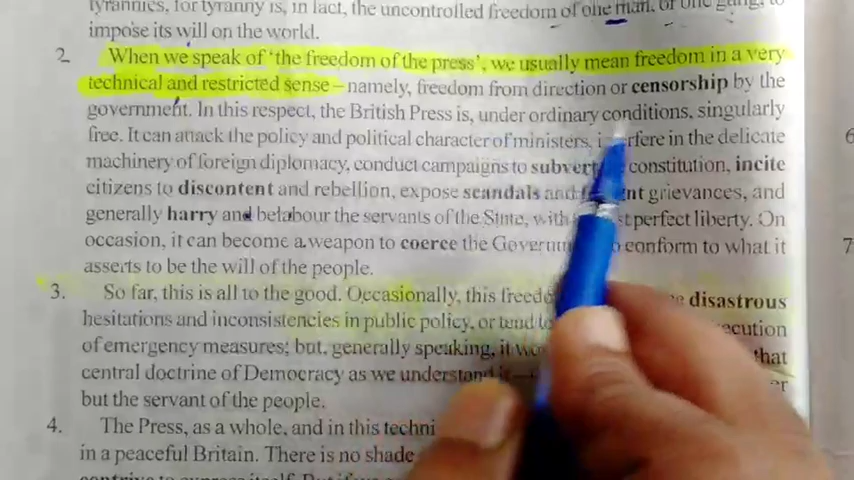 tyrannies, for tyranny is, in fact, the uncontrolled freedom of one man, or one gang, to
impose its will on the world.
2. When we speak of 'the freedom of the press', we usually mean freedom in a very
technical and restricted sense – namely, freedom from direction or censorship by the
government. In this respect, the British Press is, under ordinary conditions, singularly
free. It can attack the policy and political character of ministers, interfere in the delicate 6
machinery of foreign diplomacy, conduct campaigns to subvert constitution, incite
citizens to discontent and rebellion, expose scandals and grievances, and
generally harry and belabour the servants of the State, with perfect liberty. On
occasion, it can become a weapon to coerce the conform to what it 7
asserts to be the will of the people.
3. So far, this is all to the good. Occasionally, this disastrous
hesitations and inconsistencies in public policy, or tend
of emergency measures; but, generally speaking, it that
central doctrine of Democracy as we understand it
but the servant of the people.
4. The Press, as a whole, and in this
in a peaceful Britain. There is no shade
contrive to express itself. But if